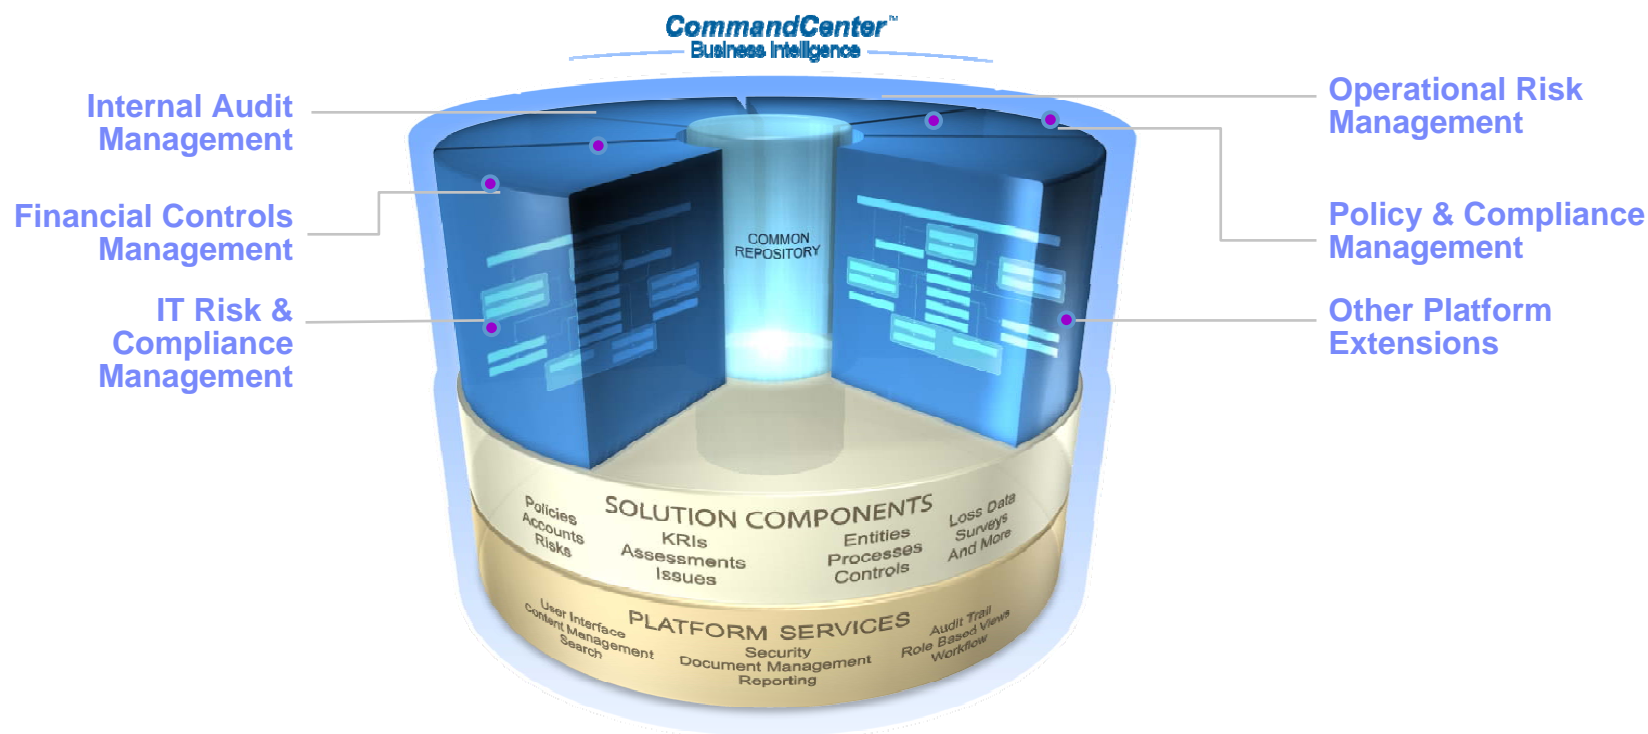 CommandCenter™
Business Intelligence
Internal Audit
Management
Financial Controls
Management
IT Risk &
Compliance
Management
Operational Risk
Management
Policy & Compliance
Management
Other Platform
Extensions
COMMON
REPOSITORY
SOLUTION COMPONENTS
Policies
Accounts
Risks
KRIs
Assessments
Issues
Entities
Processes
Controls
Loss Data
Surveys
And More
PLATFORM SERVICES
User Interface
Content Management
Search
Security
Document Management
Reporting
Audit Trail
Role Based Views
Workflow